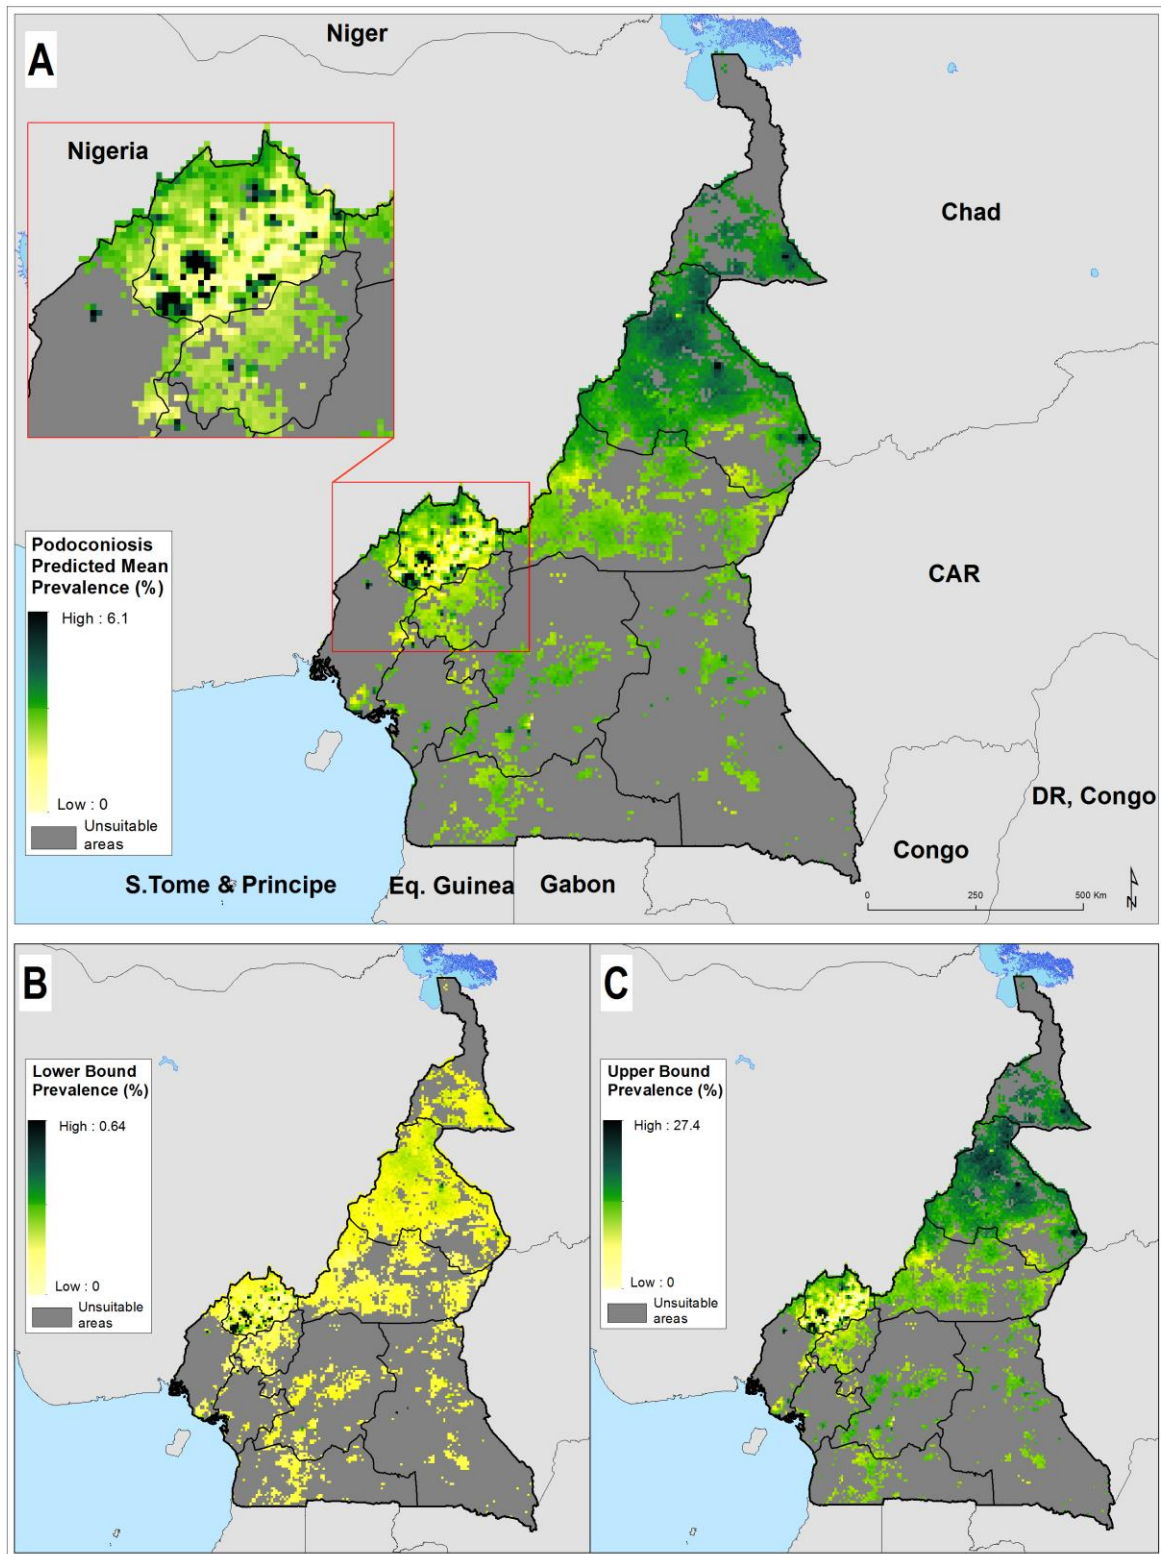 A
Niger
Nigeria
Chad
Podoconiosis
Predicted Mean
Prevalence (%)
High : 6.1
Low : 0
Unsuitable
areas
CAR
DR, Congo
Congo
S.Tome & Principe
Eq. Guinea
Gabon
0 250 500 Km
N
B
Lower Bound
Prevalence (%)
High : 0.64
Low : 0
Unsuitable
areas
C
Upper Bound
Prevalence (%)
High : 27.4
Low : 0
Unsuitable
areas